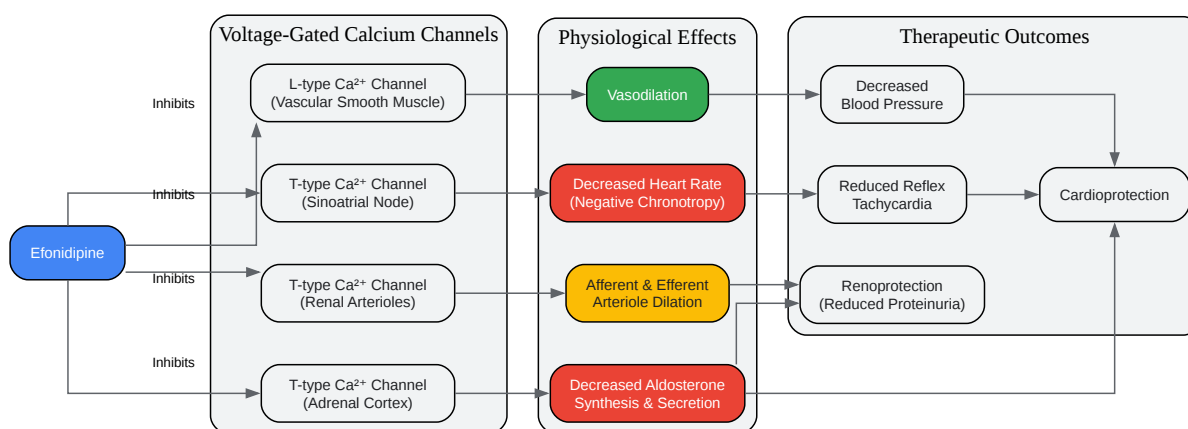 Voltage-Gated Calcium Channels
Physiological Effects
Therapeutic Outcomes
Inhibits
L-type Ca²⁺ Channel
(Vascular Smooth Muscle)
Vasodilation
Decreased
Blood Pressure
Inhibits
T-type Ca²⁺ Channel
(Sinoatrial Node)
Decreased Heart Rate
(Negative Chronotropy)
Reduced Reflex
Tachycardia
Cardioprotection
Efonidipine
Inhibits
T-type Ca²⁺ Channel
(Renal Arterioles)
Afferent & Efferent
Arteriole Dilation
Renoprotection
(Reduced Proteinuria)
Inhibits
T-type Ca²⁺ Channel
(Adrenal Cortex)
Decreased Aldosterone
Synthesis & Secretion